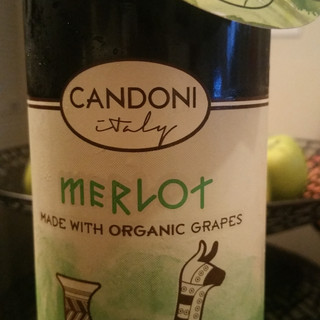 CANDONI
italy
MERLOT
MADE WITH ORGANIC GRAPES